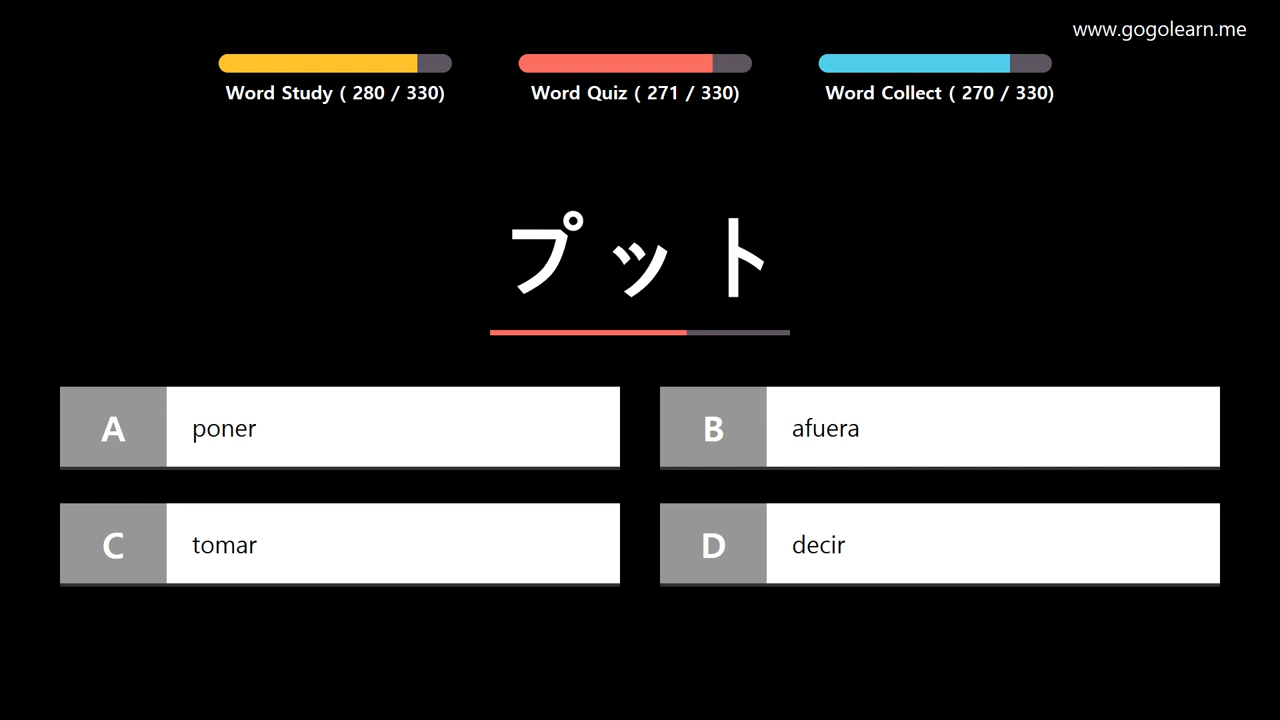 www.gogolearn.me
Word Study ( 280 / 330)
Word Quiz ( 271 / 330)
Word Collect ( 270 / 330)
プット
A poner
B afuera
C tomar
D decir